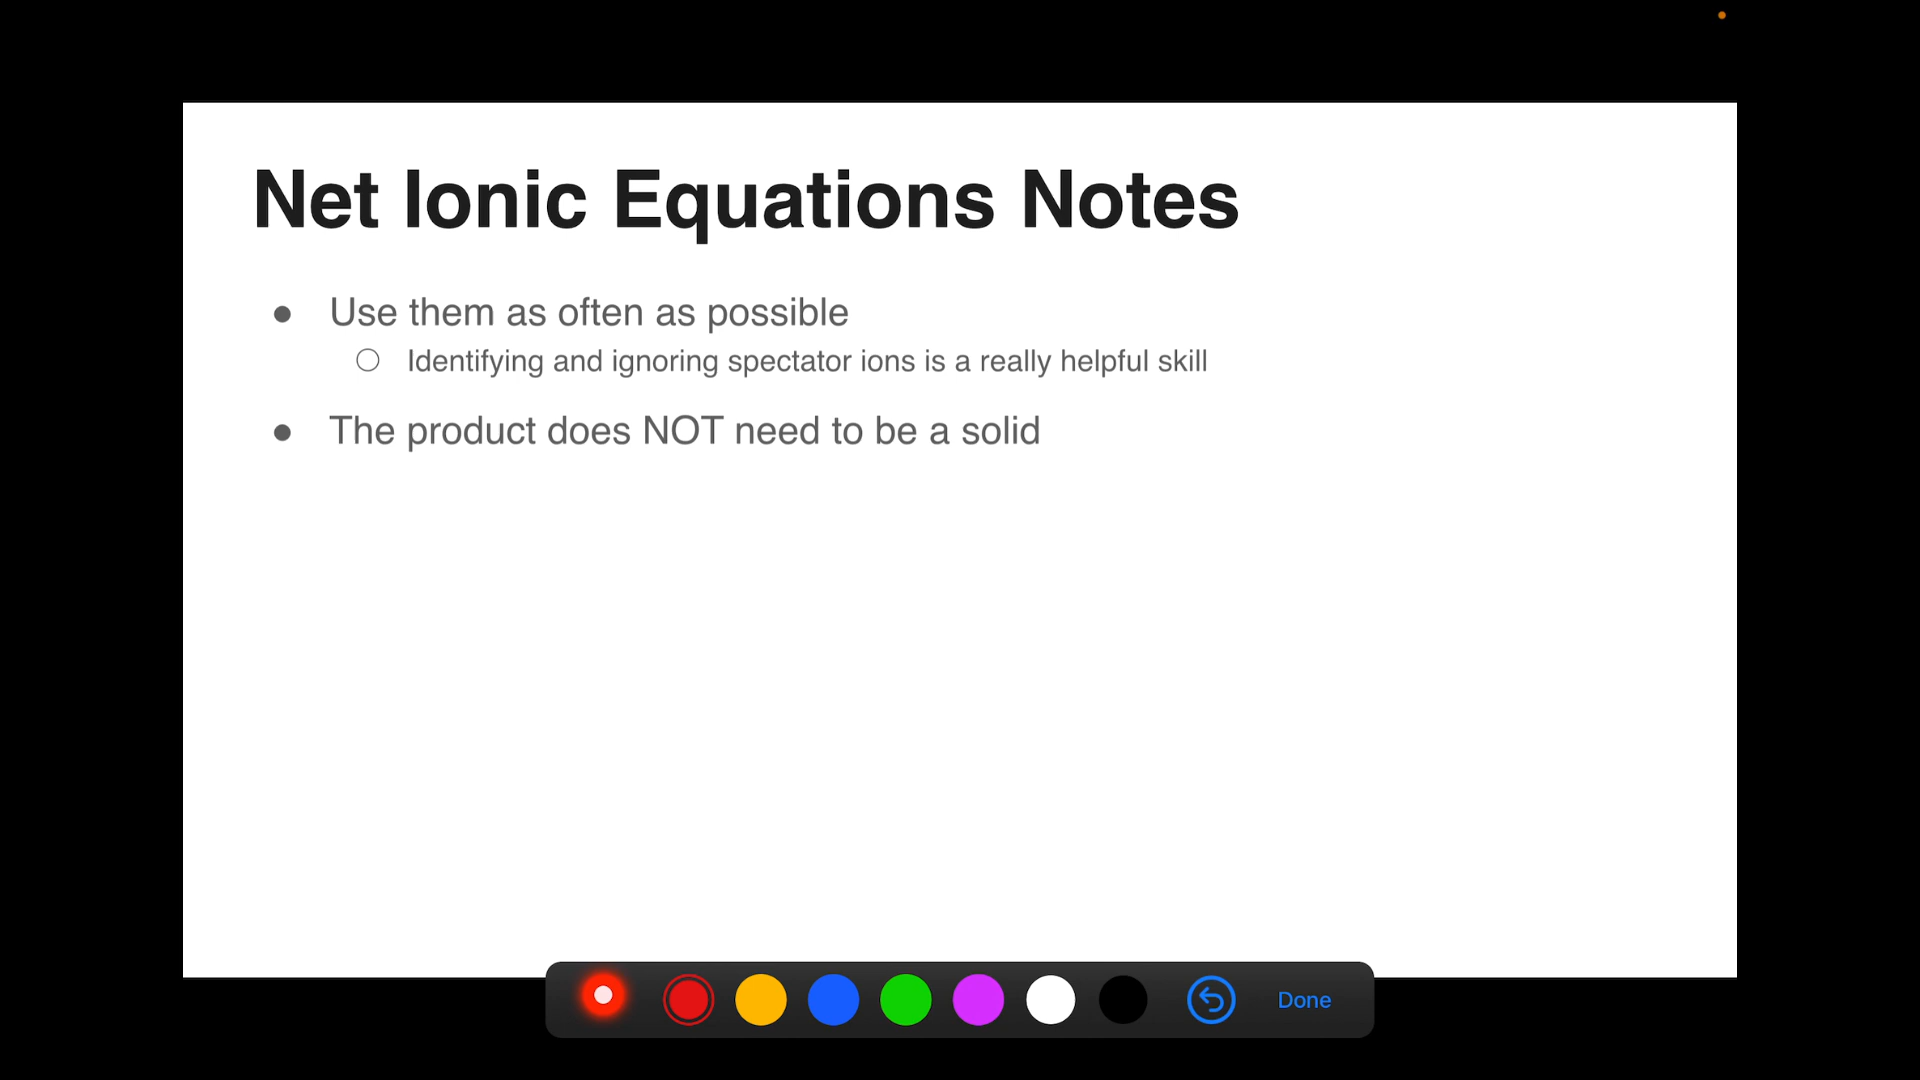 Net Ionic Equations Notes
● Use them as often as possible
○ Identifying and ignoring spectator ions is a really helpful skill
● The product does NOT need to be a solid
Done